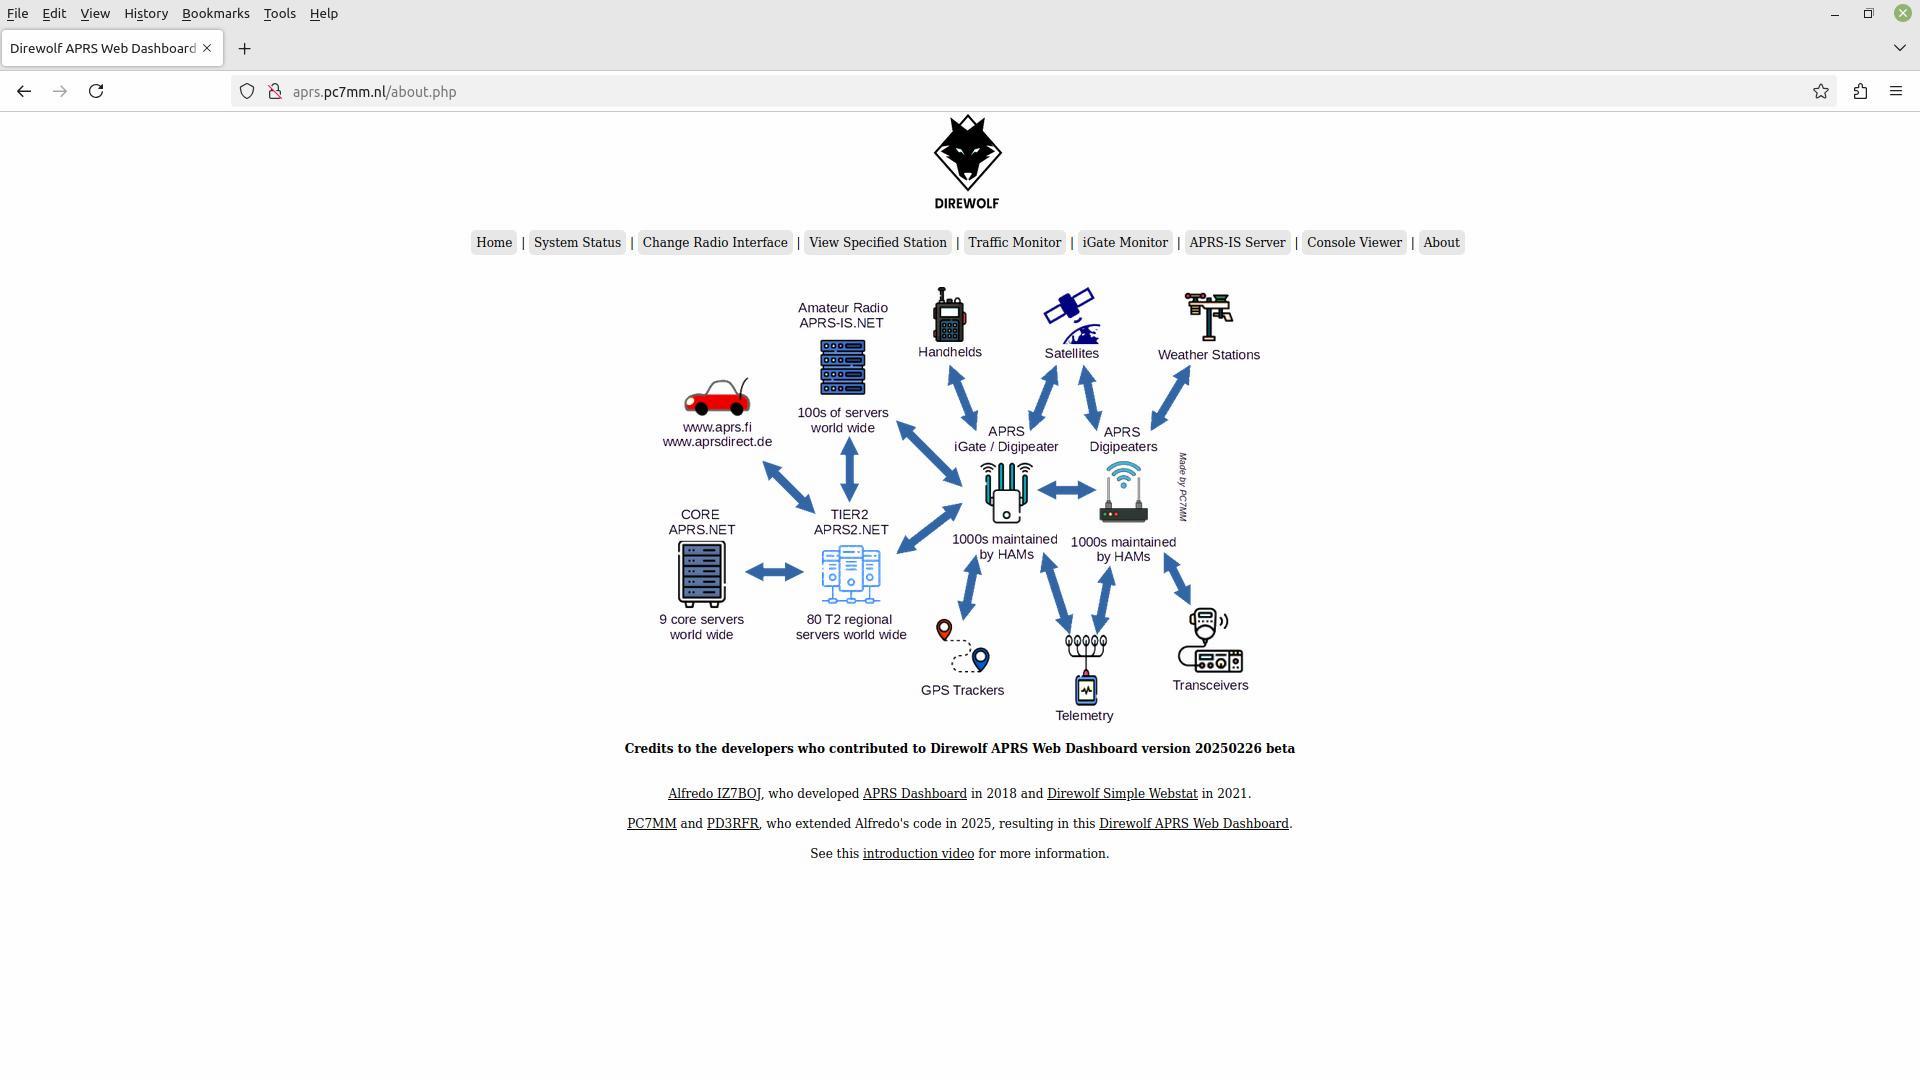 File Edit View History Bookmarks Tools Help
Direwolf APRS Web Dashboard
aprs.pc7mm.nl/about.php
DIREWOLF
Home | System Status | Change Radio Interface | View Specified Station | Traffic Monitor | iGate Monitor | APRS-IS Server | Console Viewer | About
Amateur Radio
APRS-IS.NET
Handhelds
Satellites
Weather Stations
100s of servers
world wide
www.aprs.fi
www.aprsdirect.de
APRS
iGate / Digipeater
APRS
Digipeaters
Made by PC7MM
CORE
APRS.NET
TIER2
APRS2.NET
1000s maintained
by HAMs
1000s maintained
by HAMs
9 core servers
world wide
80 T2 regional
servers world wide
GPS Trackers
Telemetry
Transceivers
Credits to the developers who contributed to Direwolf APRS Web Dashboard version 20250226 beta
Alfredo IZ7BOJ, who developed APRS Dashboard in 2018 and Direwolf Simple Webstat in 2021.
PC7MM and PD3RFR, who extended Alfredo's code in 2025, resulting in this Direwolf APRS Web Dashboard.
See this introduction video for more information.